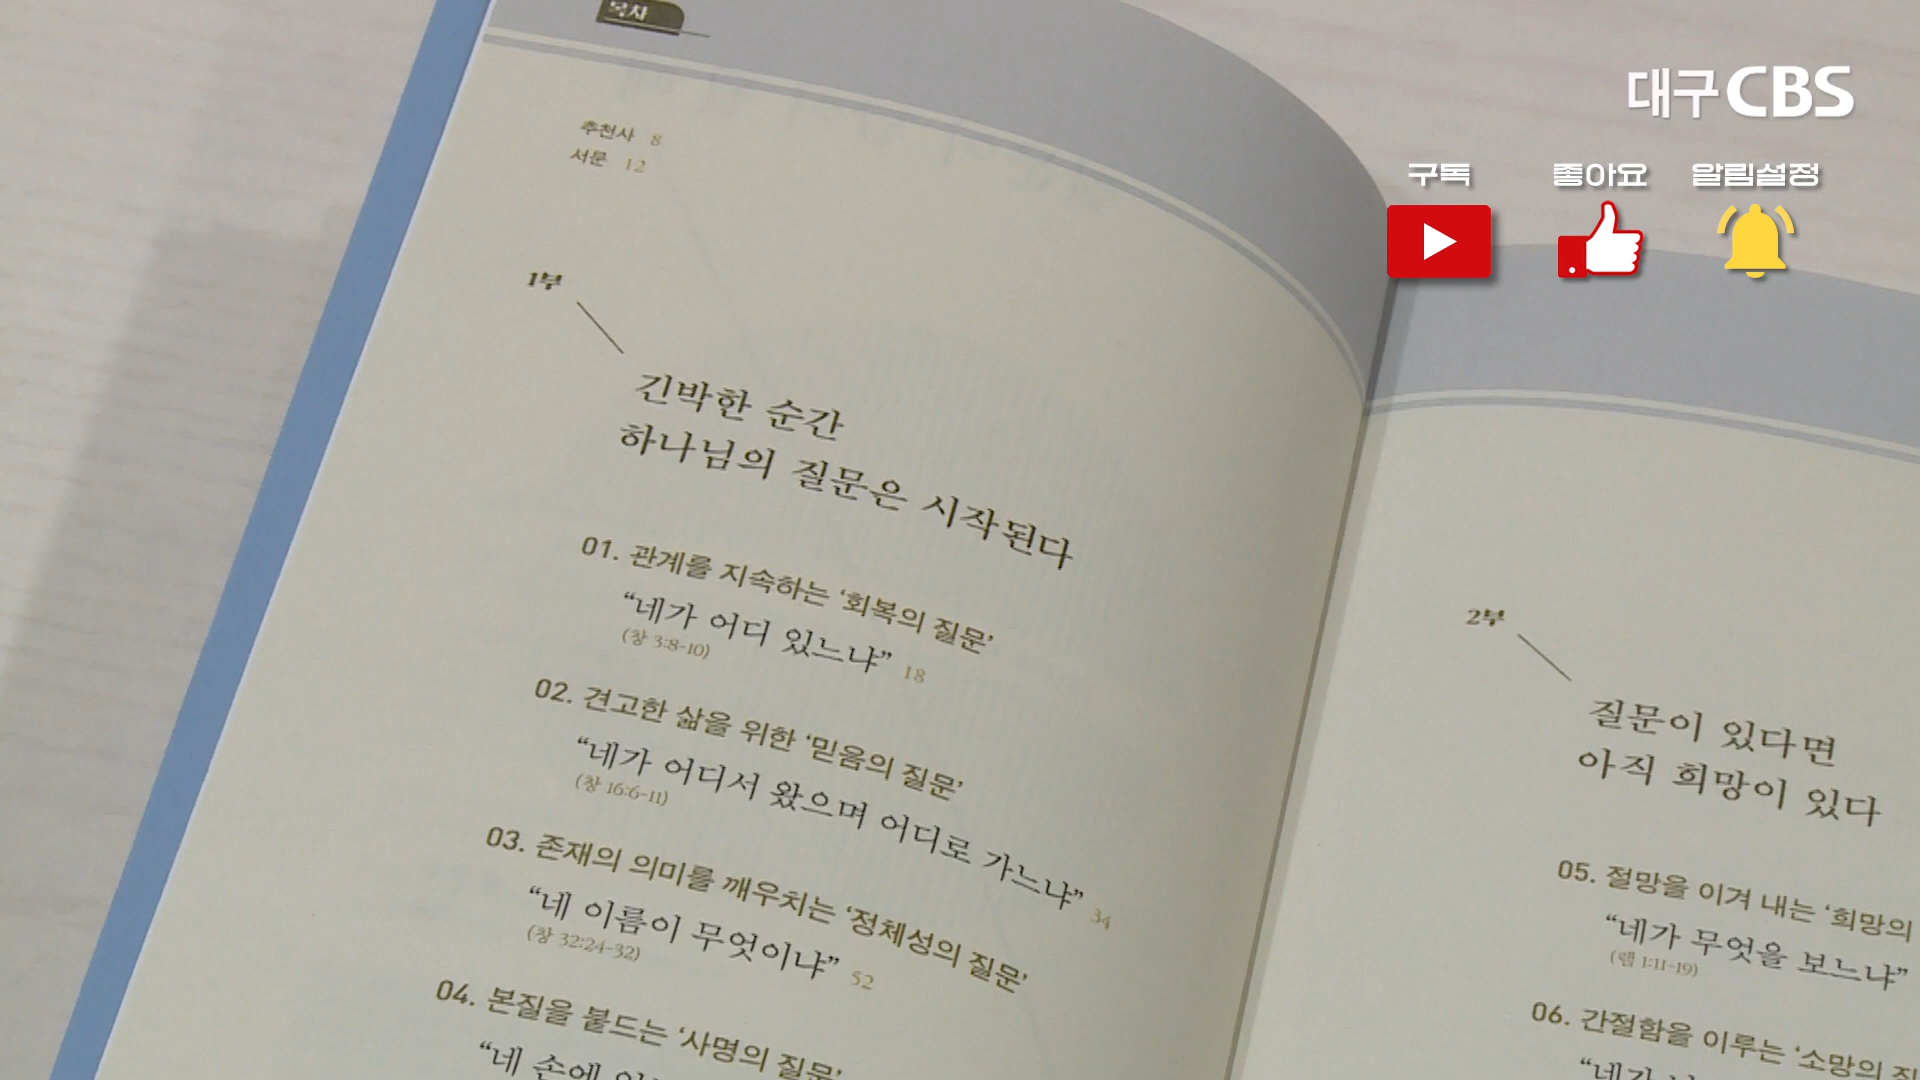 목차
추천사 8
서문 12
1부
긴박한 순간
하나님의 질문은 시작된다
01. 관계를 지속하는 ‘회복의 질문’
“네가 어디 있느냐” 18
(창 3:8-10)
02. 견고한 삶을 위한 ‘믿음의 질문’
“네가 어디서 왔으며 어디로 가느냐” 34
(창 16:6-11)
03. 존재의 의미를 깨우치는 ‘정체성의 질문’
“네 이름이 무엇이냐” 52
(창 32:24-32)
04. 본질을 붙드는 ‘사명의 질문’
“네 손에
대구CBS
구독 좋아요 알림설정
2부
질문이 있다면
아직 희망이 있다
05. 절망을 이겨 내는 ‘희망의
“네가 무엇을 보느냐”
(렘 1:11-19)
06. 간절함을 이루는 ‘소망의
“네가